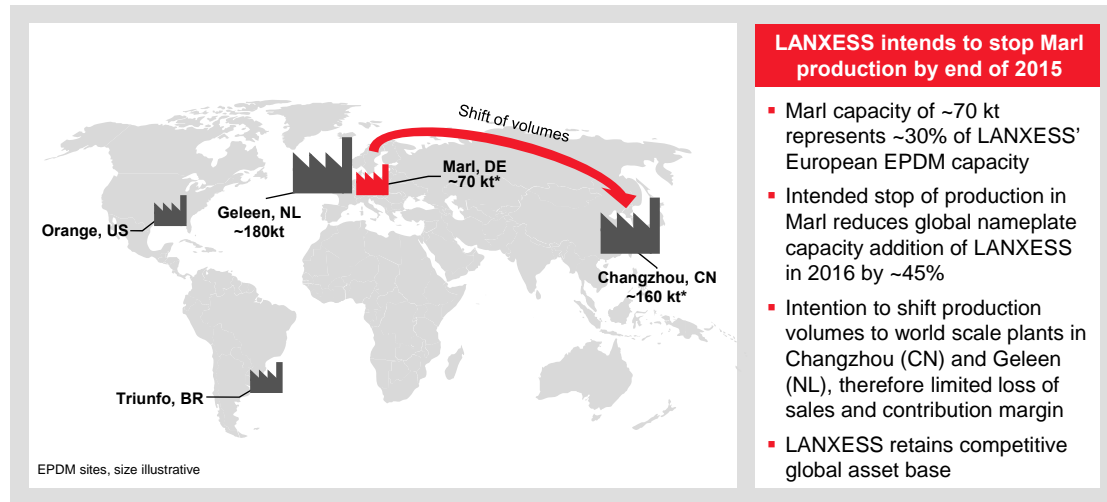 Shift of volumes
Marl, DE
~70 kt*
Geleen, NL
~180kt
Orange, US
Changzhou, CN
~160 kt*
Triunfo, BR
EPDM sites, size illustrative
LANXESS intends to stop Marl
production by end of 2015
▪ Marl capacity of ~70 kt
represents ~30% of LANXESS’
European EPDM capacity
▪ Intended stop of production in
Marl reduces global nameplate
capacity addition of LANXESS
in 2016 by ~45%
▪ Intention to shift production
volumes to world scale plants in
Changzhou (CN) and Geleen
(NL), therefore limited loss of
sales and contribution margin
▪ LANXESS retains competitive
global asset base